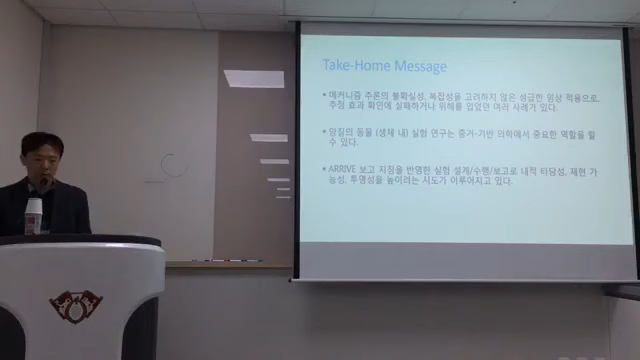 Take-Home Message
• 메커니즘 추론의 불확실성, 복잡성을 고려하지 않은 성급한 임상 적용으로,
추정 효과 확인에 실패하거나 위해를 입혔던 여러 사례가 있다.
• 양질의 동물 (생체 내) 실험 연구는 증거-기반 의학에서 중요한 역할을 할
수 있다.
• ARRIVE 보고 지침을 반영한 실험 설계/수행/보고로 내적 타당성, 재현 가
능성, 투명성을 높이려는 시도가 이루어지고 있다.